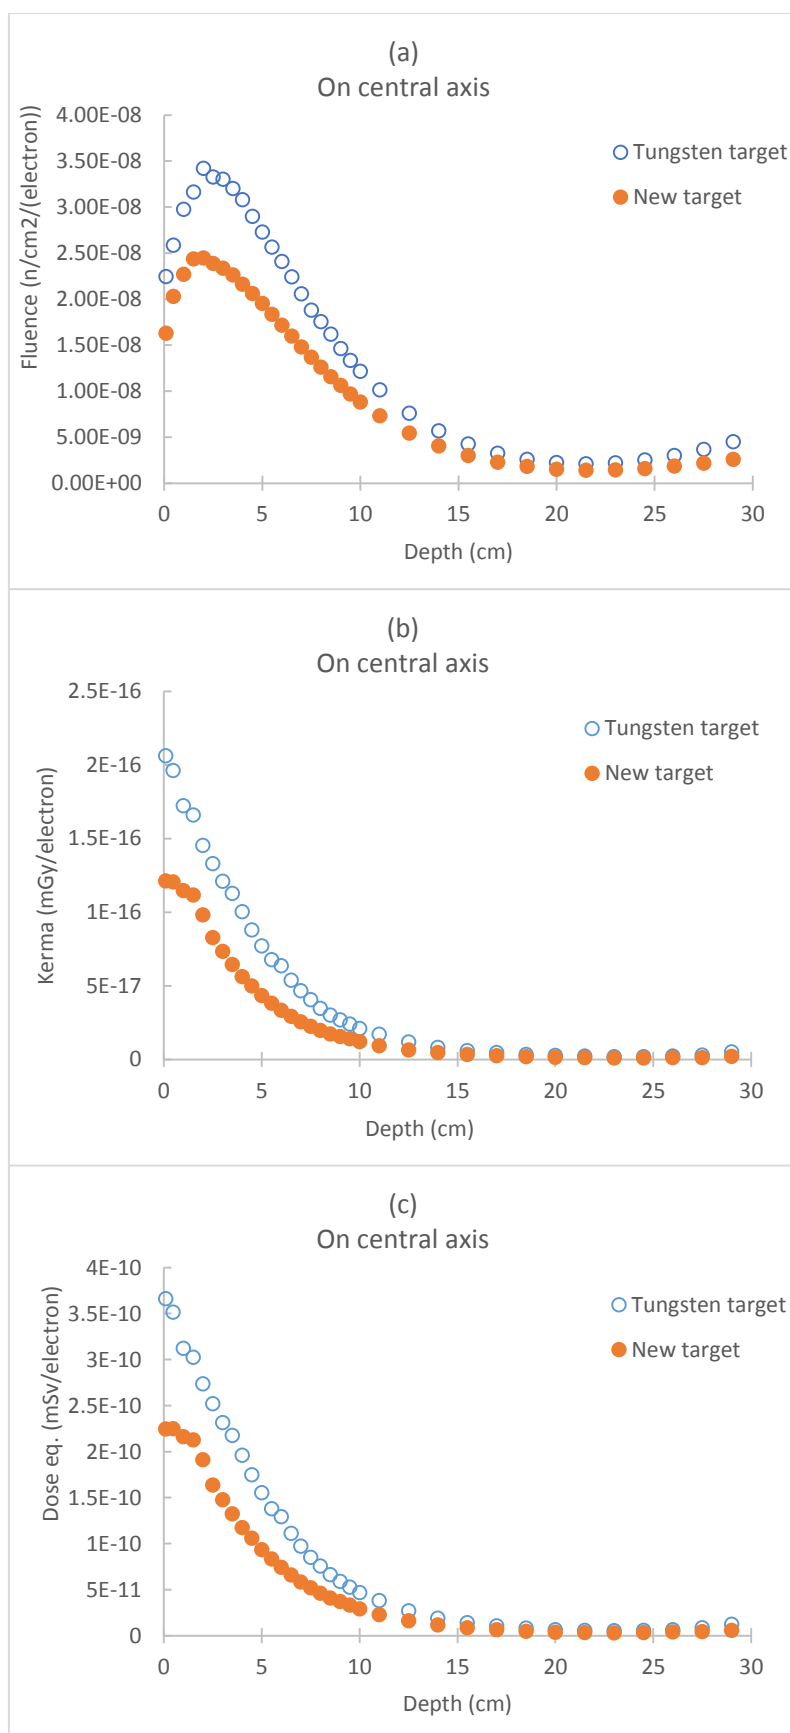 (a)
On central axis
Fluence (n/cm2/(electron))
4.00E-08
3.50E-08
3.00E-08
2.50E-08
2.00E-08
1.50E-08
1.00E-08
5.00E-09
0.00E+00
Tungsten target
New target
0 5 10 15 20 25 30
Depth (cm)
(b)
On central axis
Kerma (mGy/electron)
2.5E-16
2E-16
1.5E-16
1E-16
5E-17
0
Tungsten target
New target
0 5 10 15 20 25 30
Depth (cm)
(c)
On central axis
Dose eq. (mSv/electron)
4E-10
3.5E-10
3E-10
2.5E-10
2E-10
1.5E-10
1E-10
5E-11
0
Tungsten target
New target
0 5 10 15 20 25 30
Depth (cm)